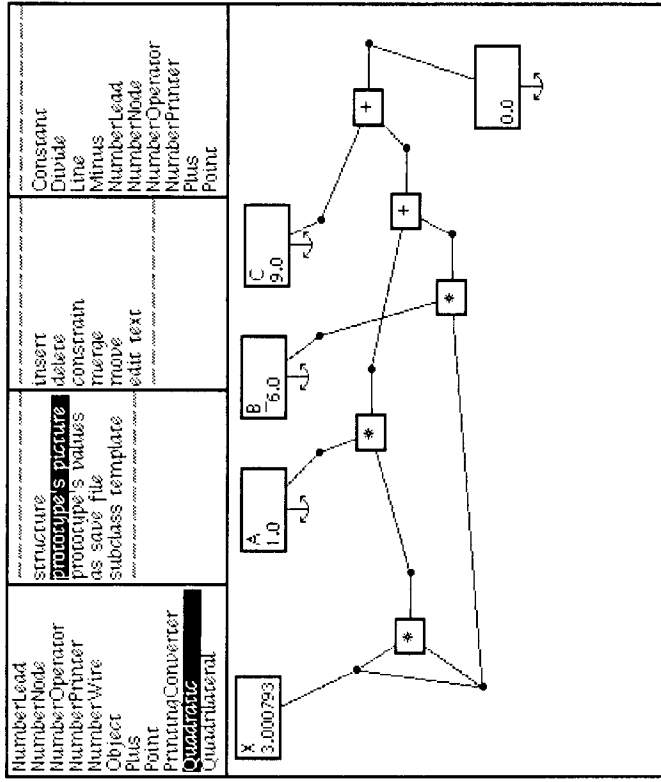 NumberLead
NumberNode
NumberOperator
NumberPrinter
NumberWire
Object
Plus
Point
PrintingConverter
Quadratic
Quadrilateral
structure
prototype's picture
prototype's values
as save file
subclass template
insert
delete
constrain
merge
move
edit text
Constant
Divide
Line
Minus
NumberLead
NumberNode
NumberOperator
NumberPrinter
Plus
Point
X
3.000793
A
1.0
B
¯6.0
C
9.0
*
*
*
+
+
0.0